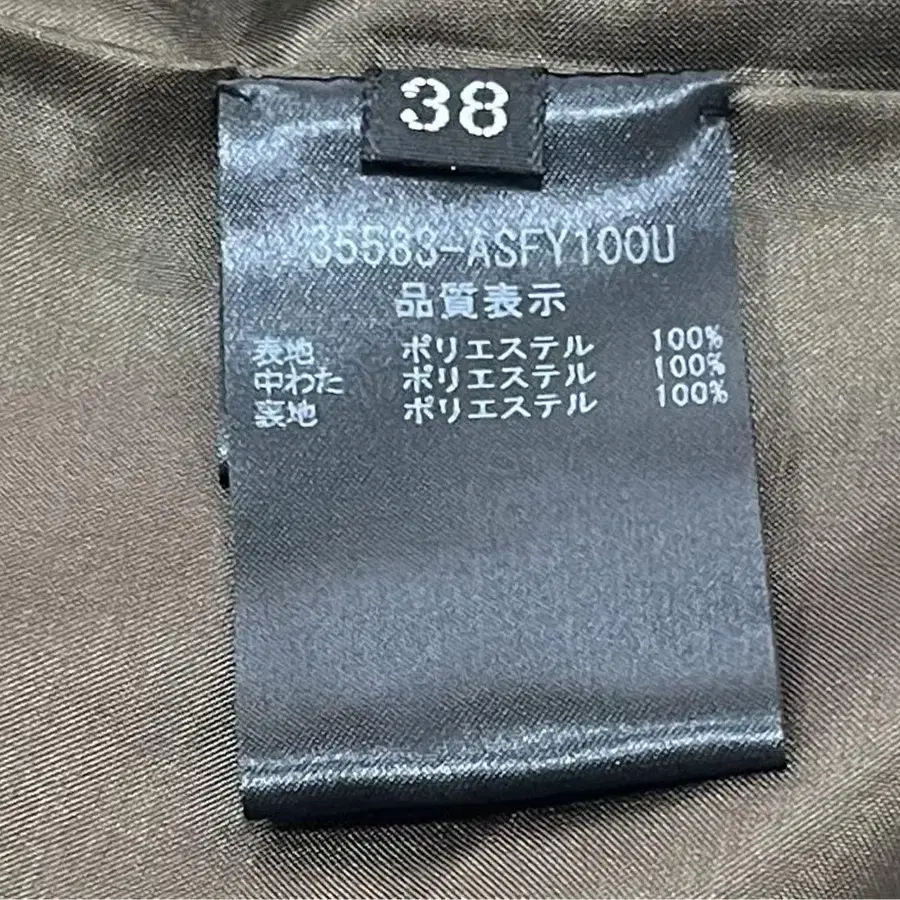 38
35583-ASFY100U
品質表示
表地 ポリエステル 100%
中わた ポリエステル 100%
裏地 ポリエステル 100%